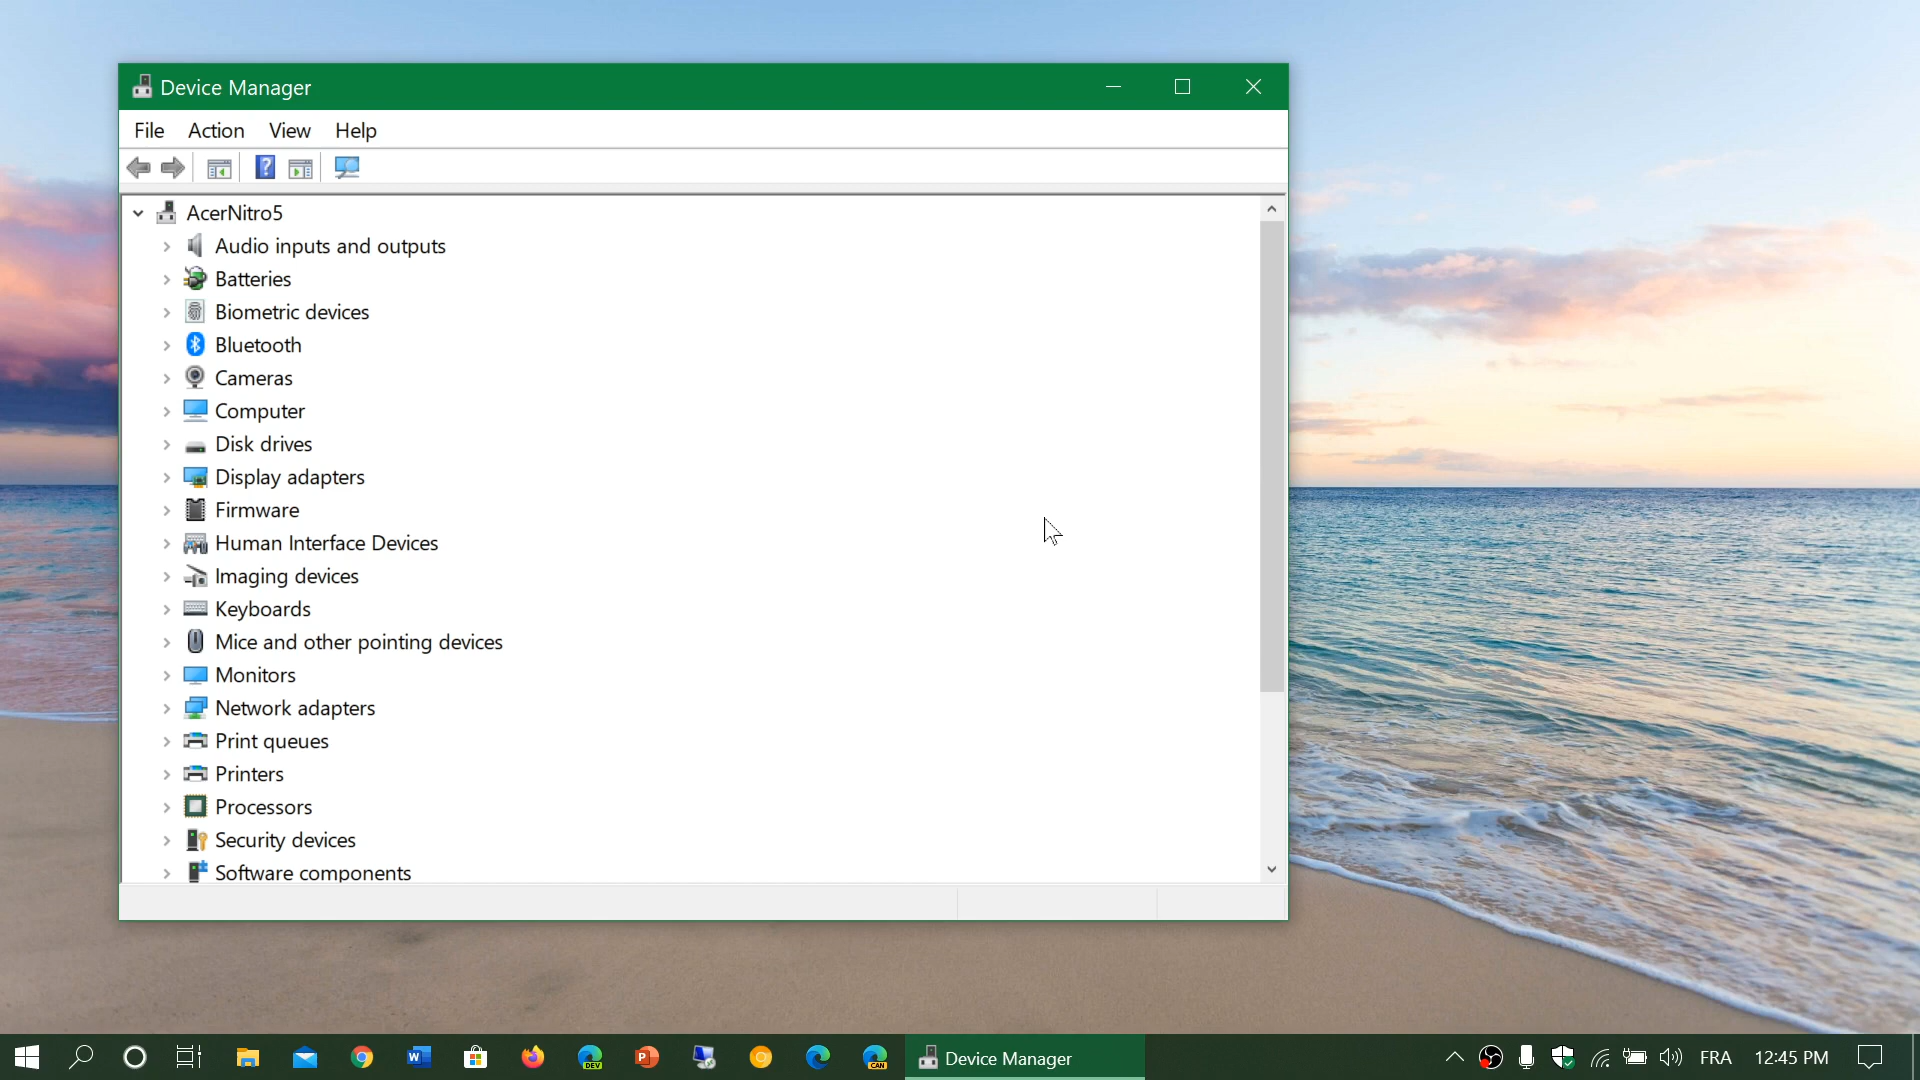 Device Manager
File Action View Help
?
AcerNitro5
Audio inputs and outputs
Batteries
Biometric devices
Bluetooth
Cameras
Computer
Disk drives
Display adapters
Firmware
Human Interface Devices
Imaging devices
Keyboards
Mice and other pointing devices
Monitors
Network adapters
Print queues
Printers
Processors
Security devices
Software components
W DEV P CAN Device Manager FRA 12:45 PM